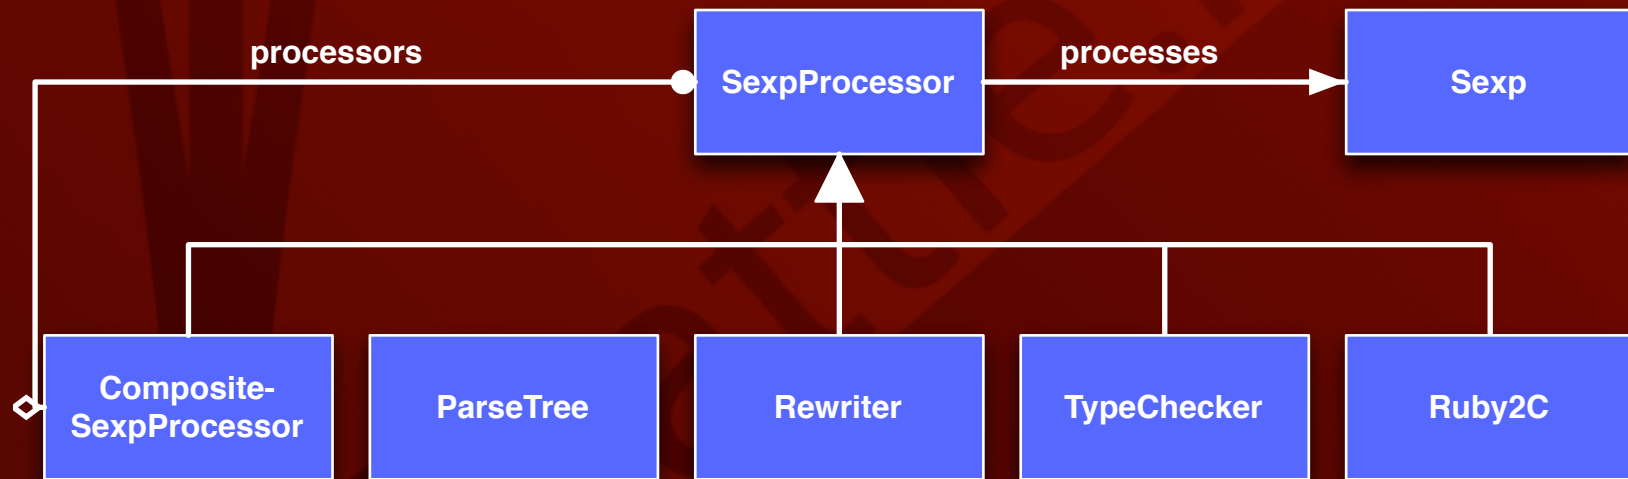 processors
SexpProcessor
processes
Sexp
Composite-
SexpProcessor
ParseTree
Rewriter
TypeChecker
Ruby2C